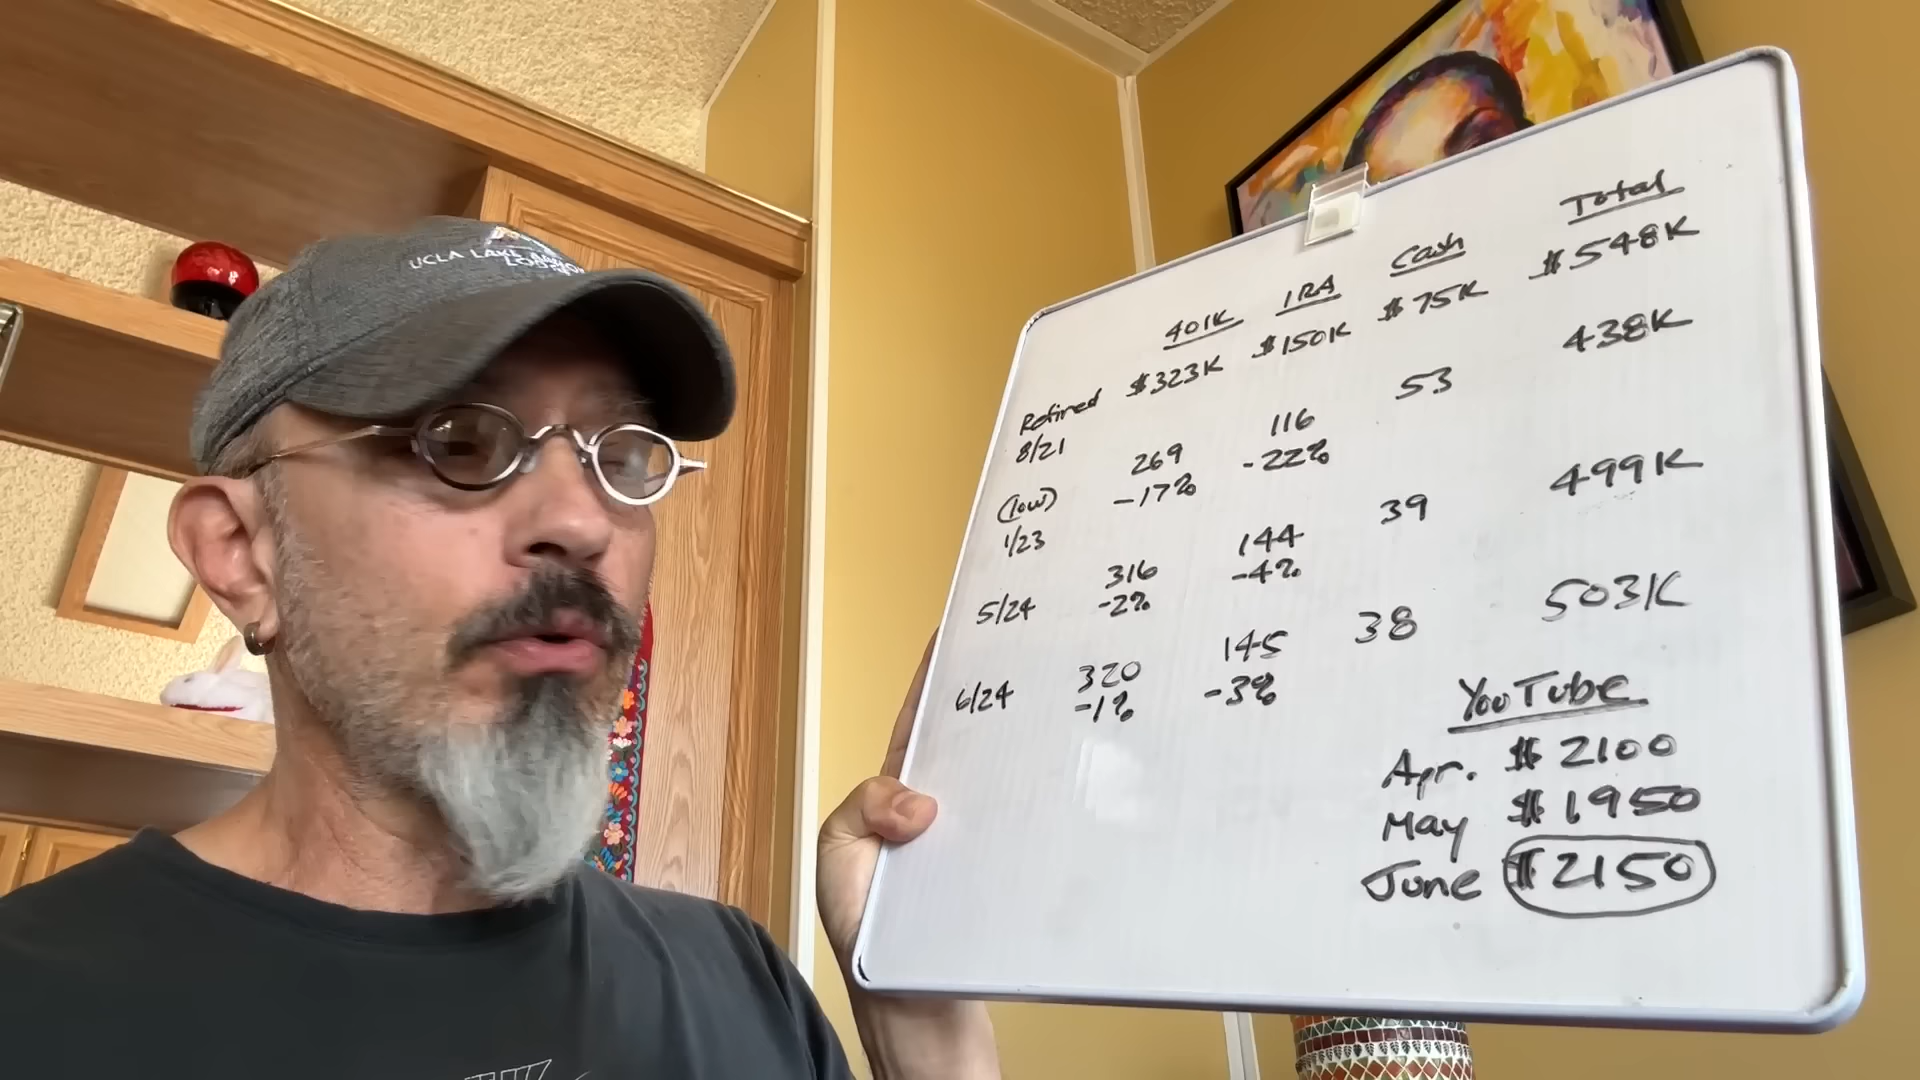 UCLA LAKE
401K IRA Cash Total
Retired $323K $150K $75K $548K
8/21
(low) 269 116 53 438K
1/23 -17% -22%
5/24 316 144 39 499K
-2% -4%
6/24 320 145 38 503K
-1% -3%
YouTube
Apr. $2100
May $1950
June $2150